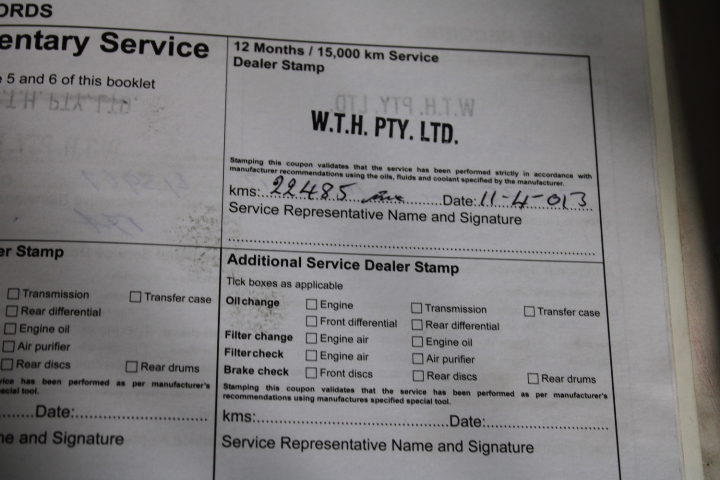 ORDS
entary Service
5 and 6 of this booklet
12 Months / 15,000 km Service
Dealer Stamp
W.T.H. PTY. LTD.
Stamping this coupon validates that the service has been performed strictly in accordance with
manufacturer recommendations using the oils, fluids and coolant specified by the manufacturer.
kms: 22485 Date: 11-4-013
Service Representative Name and Signature
er Stamp
Transmission Transfer case
Rear differential
Engine oil
Air purifier
Rear discs Rear drums
vice has been performed as per manufacturer's
ecial tool.
Date:
ne and Signature
Additional Service Dealer Stamp
Tick boxes as applicable
Oil change Engine Transmission Transfer case
Front differential Rear differential
Filter change Engine air Engine oil
Filter check Engine air Air purifier
Brake check Front discs Rear discs Rear drums
Stamping this coupon validates that the service has been performed as per manufacturer's
recommendations using manufactures specified special tool.
kms: Date:
Service Representative Name and Signature